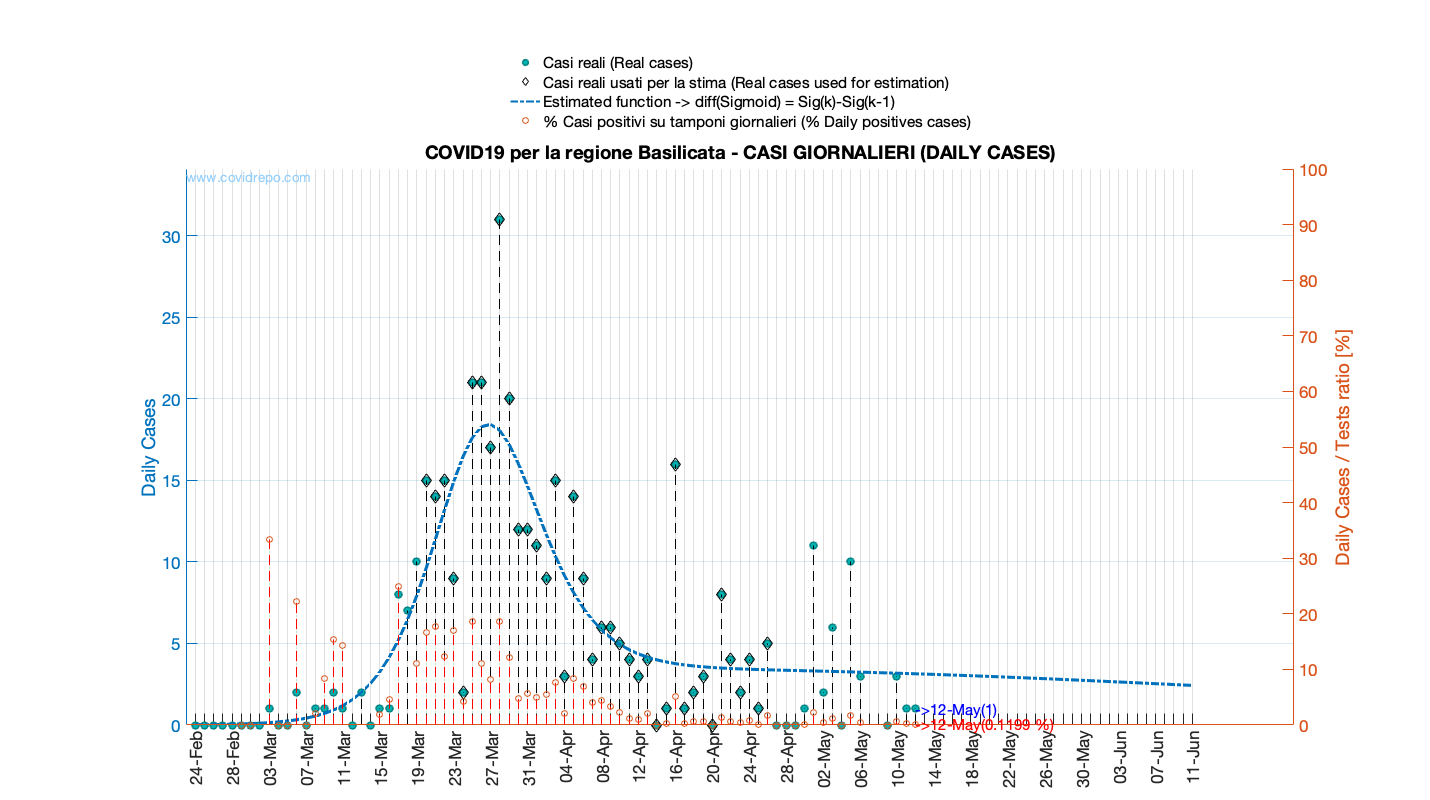 Casi reali (Real cases)
Casi reali usati per la stima (Real cases used for estimation)
Estimated function -> diff(Sigmoid) = Sig(k)-Sig(k-1)
% Casi positivi su tamponi giornalieri (% Daily positives cases)
COVID19 per la regione Basilicata - CASI GIORNALIERI (DAILY CASES)
www.covidrepo.com
Daily Cases
30
25
20
15
10
5
0
100
90
80
70
60
50
40
30
20
10
0
Daily Cases / Tests ratio [%]
->12-May(1)
->12-May(0.1199 %)
24-Feb
28-Feb
03-Mar
07-Mar
11-Mar
15-Mar
19-Mar
23-Mar
27-Mar
31-Mar
04-Apr
08-Apr
12-Apr
16-Apr
20-Apr
24-Apr
28-Apr
02-May
06-May
10-May
14-May
18-May
22-May
26-May
30-May
03-Jun
07-Jun
11-Jun